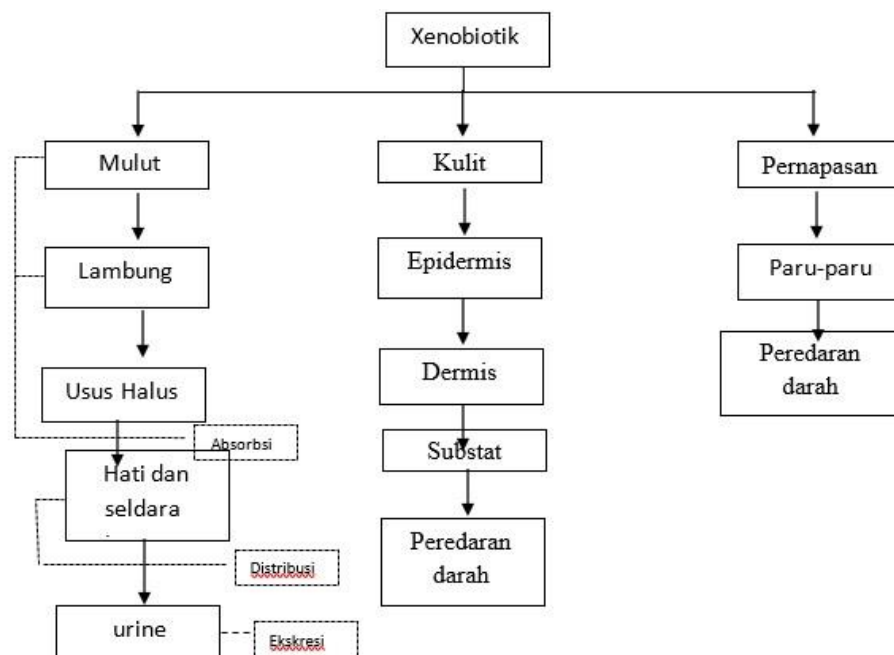 Xenobiotik
Mulut
Kulit
Pernapasan
Lambung
Epidermis
Paru-paru
Usus Halus
Dermis
Peredaran
darah
Absorbsi
Substat
Hati dan
seldara
Peredaran
darah
Distribusi
urine
Ekskresi